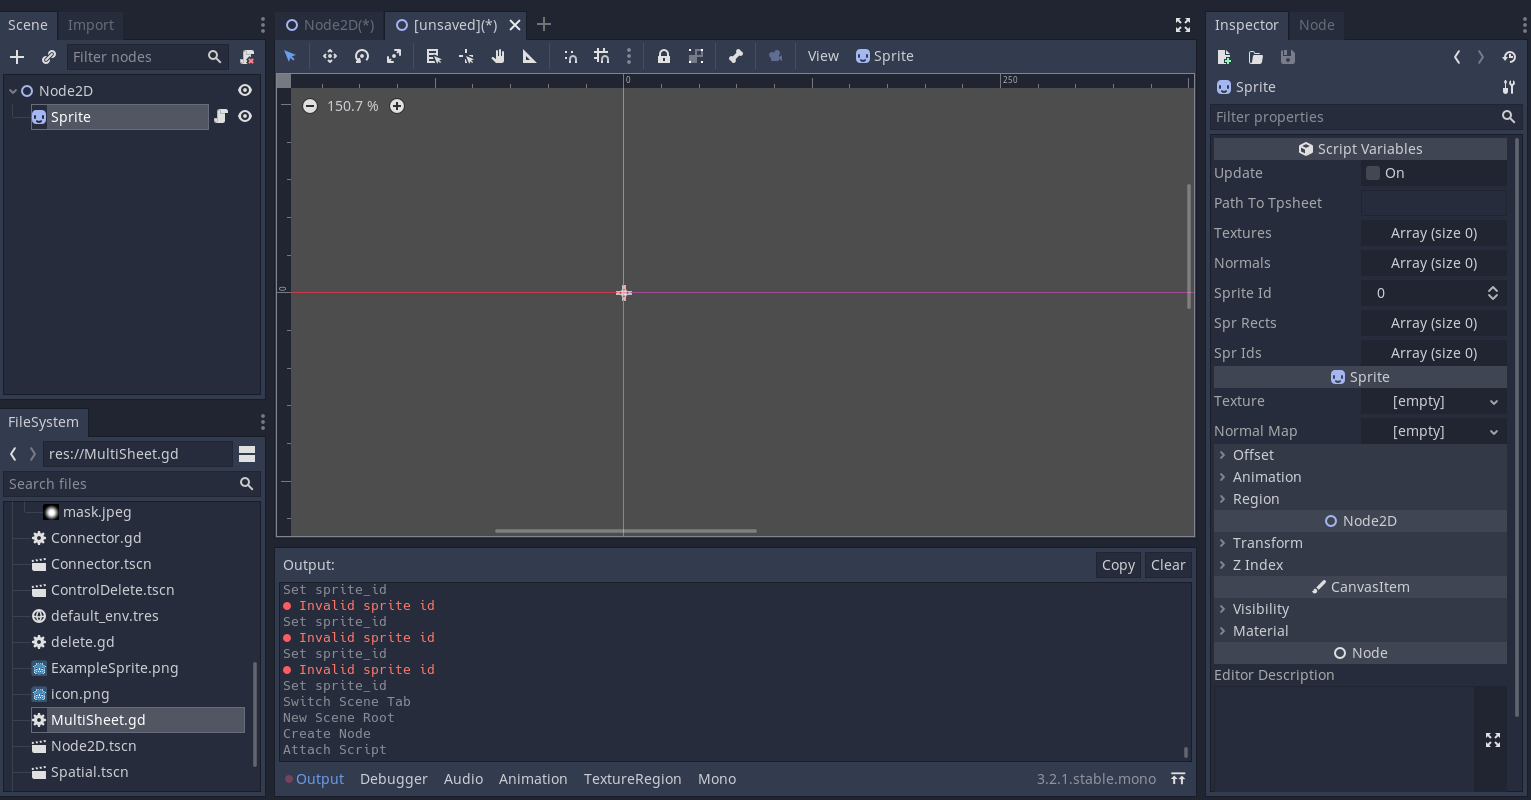 Scene Import
Filter nodes
Node2D
Sprite
FileSystem
res://MultiSheet.gd
Search files
mask.jpeg
Connector.gd
Connector.tscn
ControlDelete.tscn
default_env.tres
delete.gd
ExampleSprite.png
icon.png
MultiSheet.gd
Node2D.tscn
Spatial.tscn
Node2D(*) [unsaved](*)
View Sprite
0 250
150.7 %
0
Output: Copy Clear
Set sprite_id
Invalid sprite id
Set sprite_id
Invalid sprite id
Set sprite_id
Invalid sprite id
Set sprite_id
Switch Scene Tab
New Scene Root
Create Node
Attach Script
Output Debugger Audio Animation TextureRegion Mono 3.2.1.stable.mono
Inspector Node
Sprite
Filter properties
Script Variables
Update On
Path To Tpsheet
Textures Array (size 0)
Normals Array (size 0)
Sprite Id 0
Spr Rects Array (size 0)
Spr Ids Array (size 0)
Sprite
Texture [empty]
Normal Map [empty]
Offset
Animation
Region
Node2D
Transform
Z Index
CanvasItem
Visibility
Material
Node
Editor Description